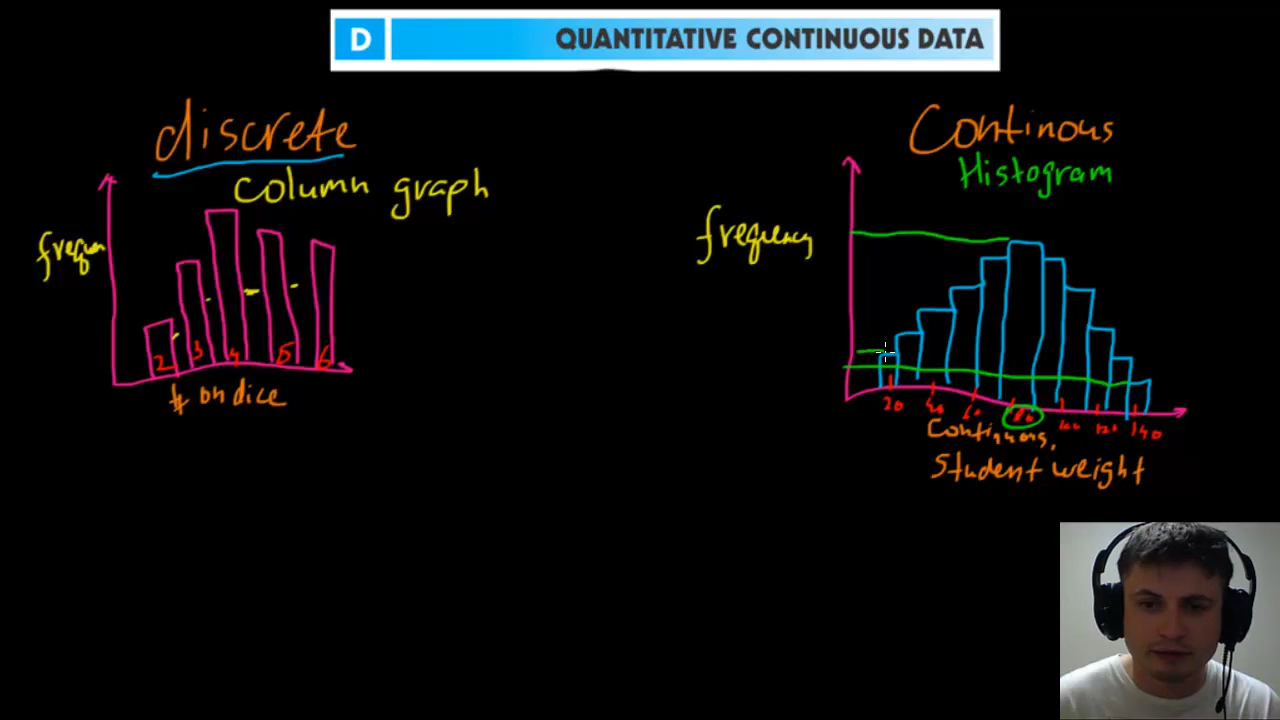 D QUANTITATIVE CONTINUOUS DATA
discrete
column graph
frequen
2 3 4 5 6
# on dice
Continous
Histogram
frequency
20 40 60 80 100 120 140
Continuous.
Student weight